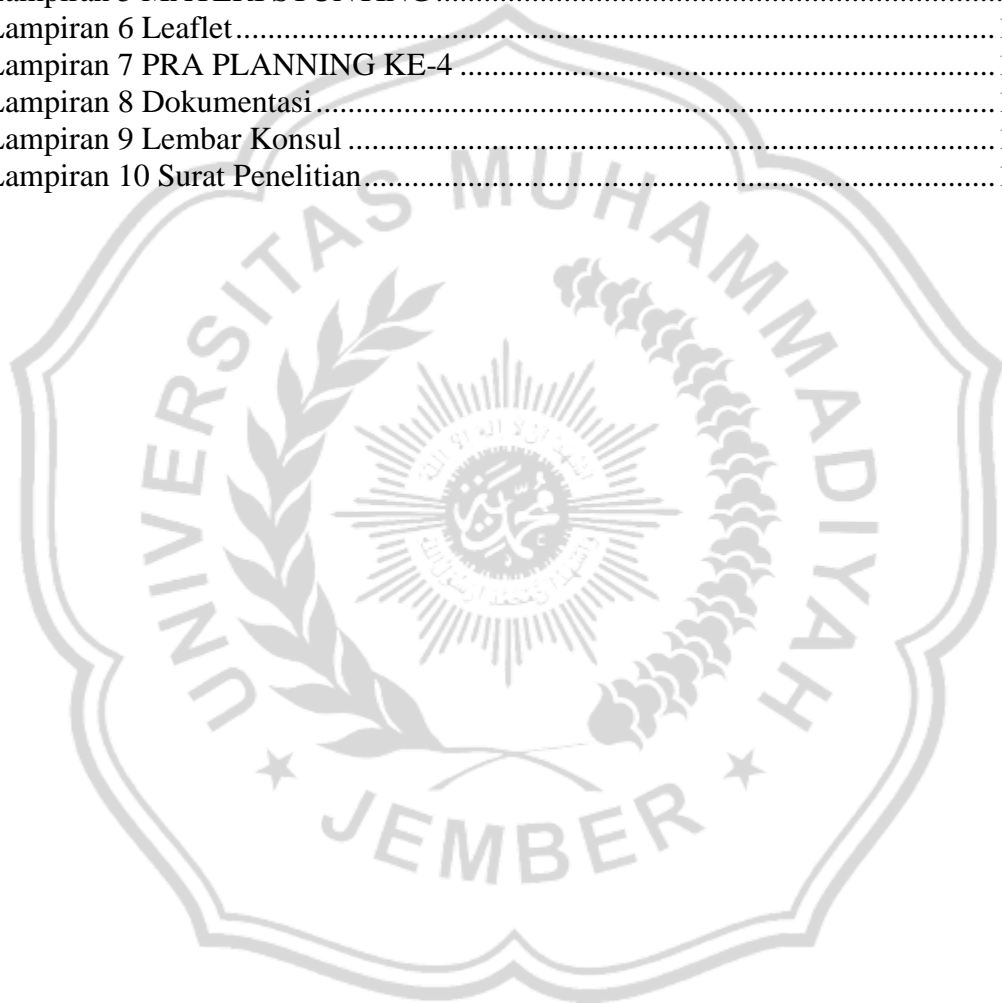 Lampiran 6 Leaflet
Lampiran 7 PRA PLANNING KE-4
Lampiran 8 Dokumentasi
Lampiran 9 Lembar Konsul
Lampiran 10 Surat Penelitian
UNIVERSITAS MUHAMMADIYAH
JEMBER